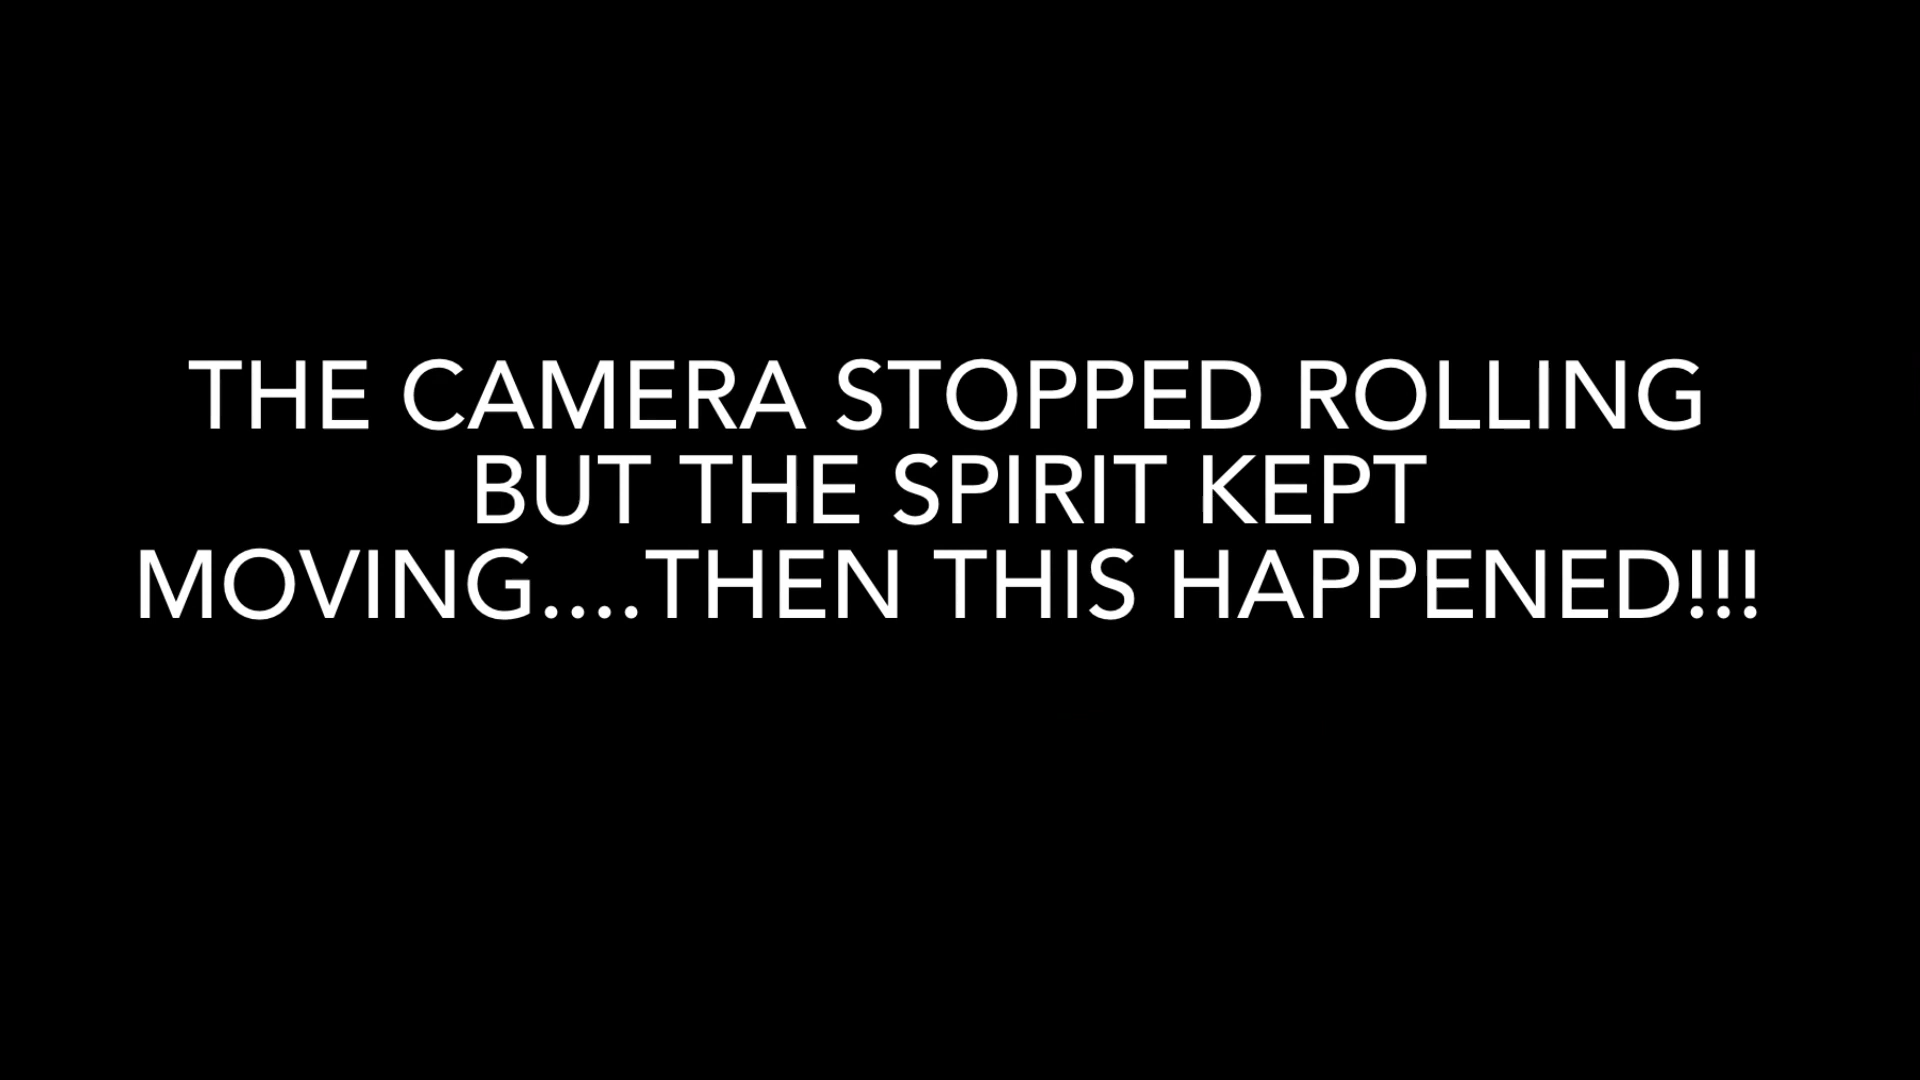 THE CAMERA STOPPED ROLLING
BUT THE SPIRIT KEPT
MOVING....THEN THIS HAPPENED!!!